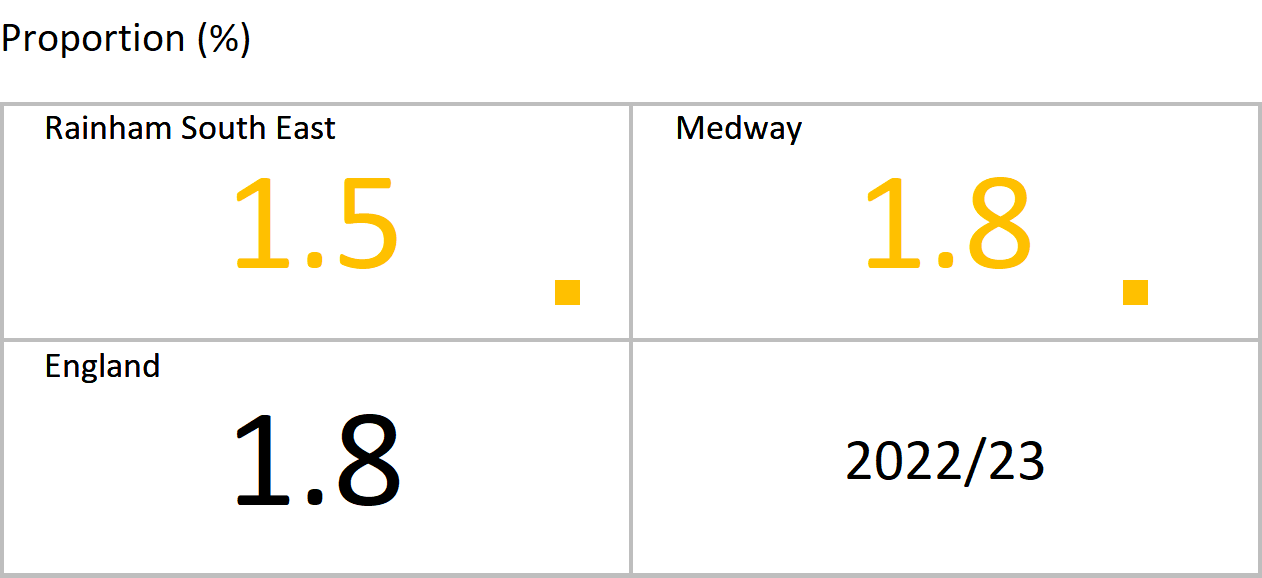 Proportion (%)
Rainham South East
1.5
Medway
1.8
England
1.8
2022/23